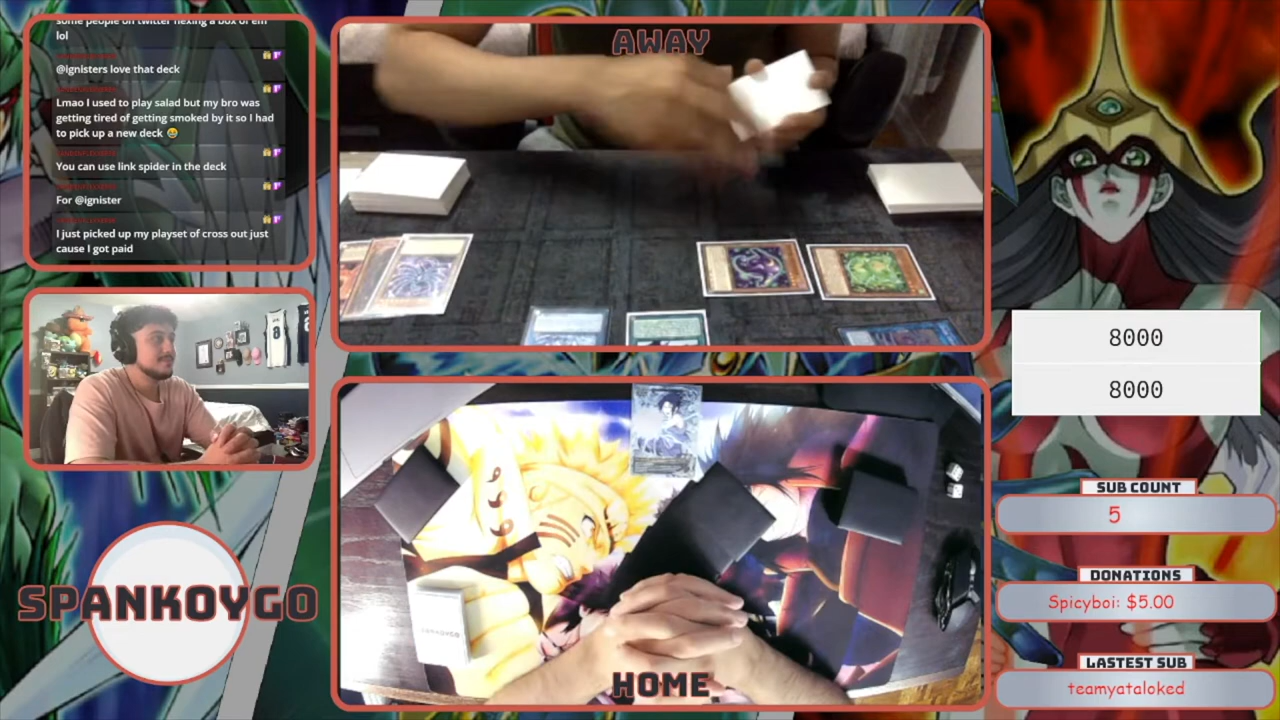 some people on twitter flexing a box of em
lol
@ignisters love that deck
Lmao I used to play salad but my bro was
getting tired of getting smoked by it so I had
to pick up a new deck 😂
You can use link spider in the deck
For @ignister
I just picked up my playset of cross out just
cause I got paid
AWAY
8000
8000
SUB COUNT
5
DONATIONS
Spicyboi: $5.00
LASTEST SUB
teamyataloked
SPANKOYGO
HOME